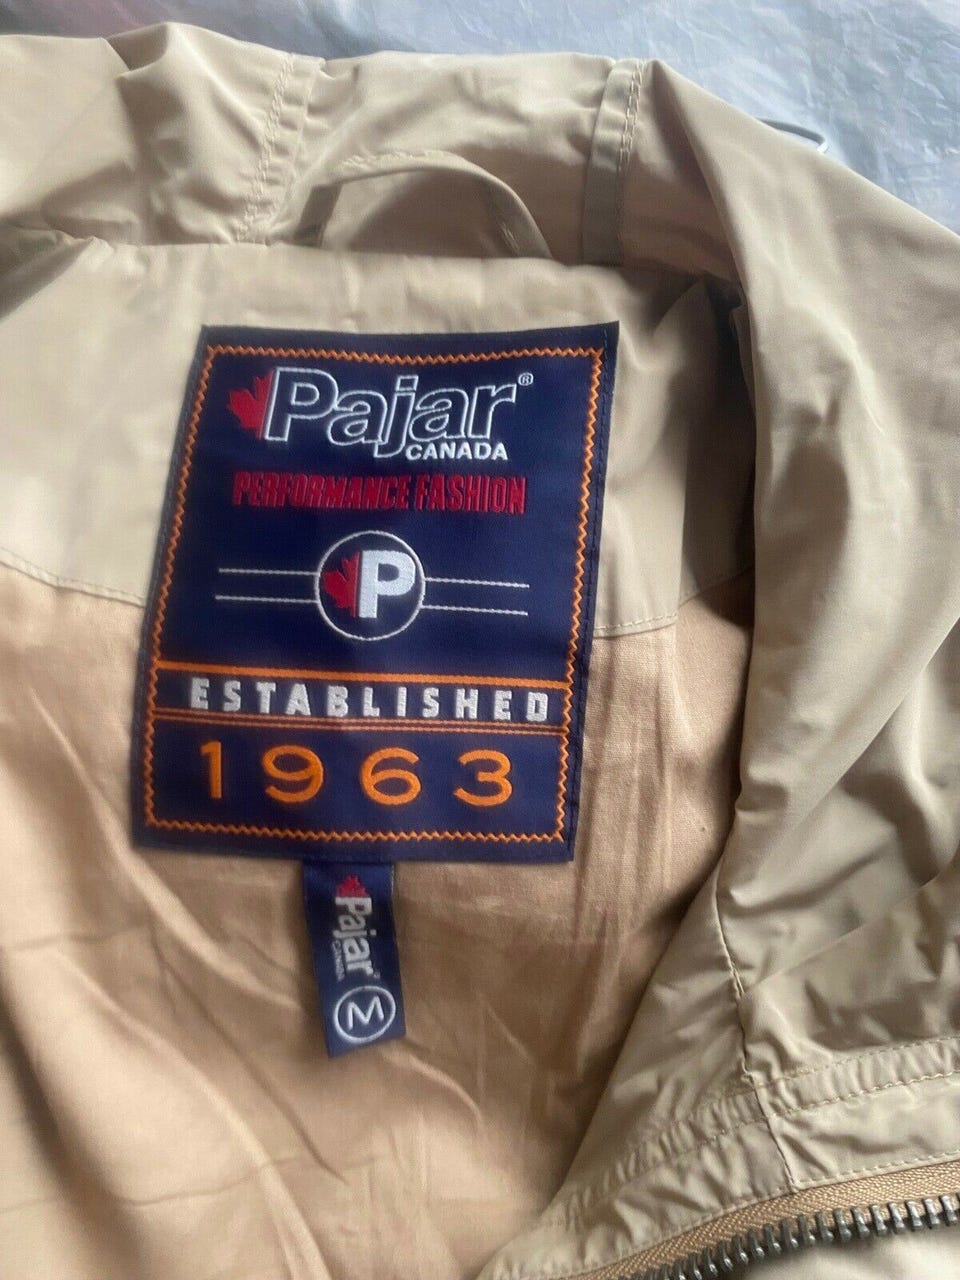 Pajar®
CANADA
PERFORMANCE FASHION
P
ESTABLISHED
1963
Pajar
CANADA
M